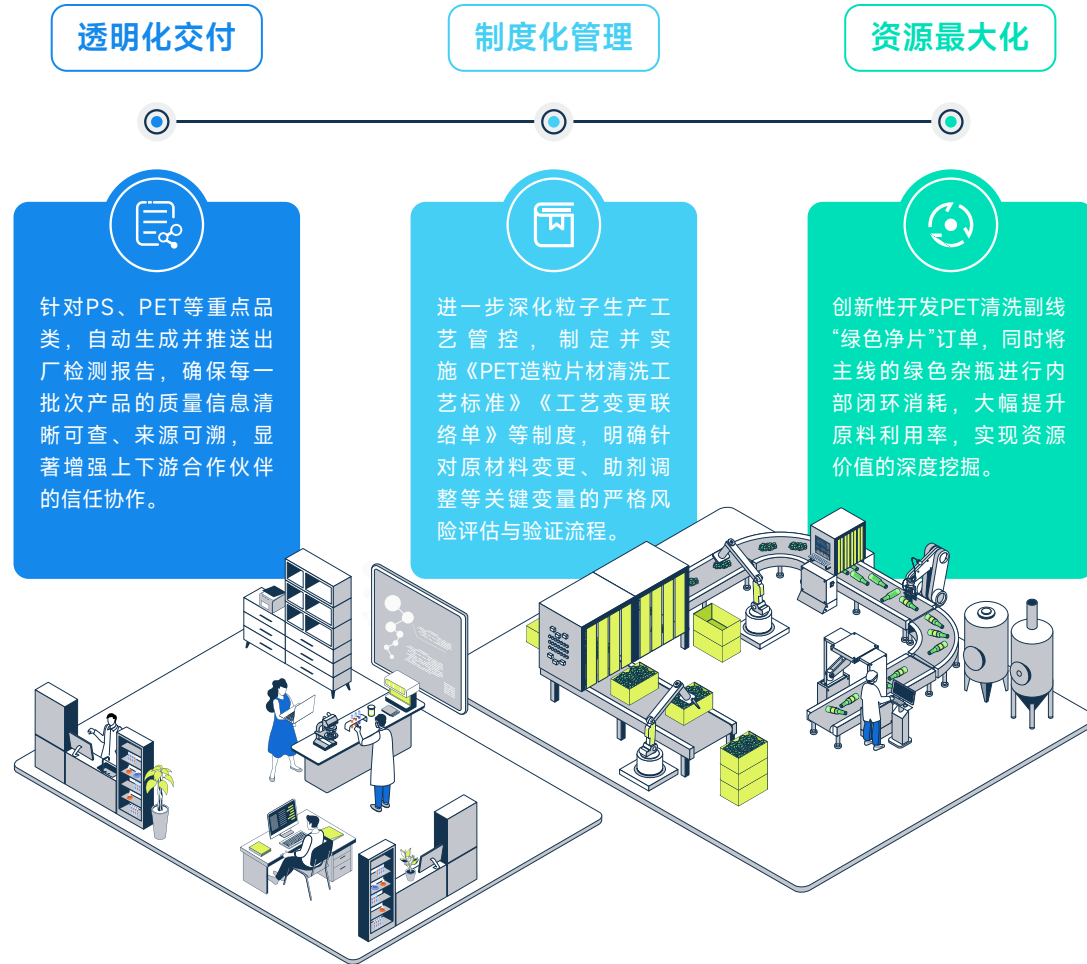 透明化交付
制度化管理
资源最大化
针对PS、PET等重点品
类，自动生成并推送出
厂检测报告，确保每一
批次产品的质量信息清
晰可查、来源可溯，显
著增强上下游合作伙伴
的信任协作。
进一步深化粒子生产工
艺管控，制定并实
施《PET造粒片材清洗工
艺标准》《工艺变更联
络单》等制度，明确针
对原材料变更、助剂调
整等关键变量的严格风
险评估与验证流程。
创新性开发PET清洗副线
“绿色净片”订单，同时将
主线的绿色杂瓶进行内
部闭环消耗，大幅提升
原料利用率，实现资源
价值的深度挖掘。